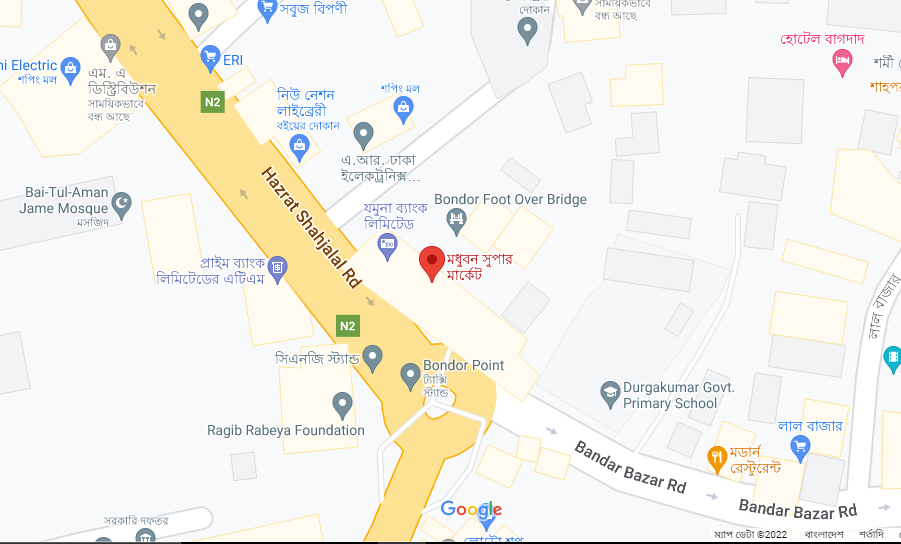 সবুজ বিপণী
দোকান
সাময়িকভাবে
বন্ধ আছে
হোটেল বাগদাদ
ni Electric
শপিং মল
ERI
এম. এ
ডিস্ট্রিবিউশন
সাময়িকভাবে
বন্ধ আছে
N2
নিউ নেশন
লাইব্রেরী
বইয়ের দোকান
শপিং মল
এ.আর. ঢাকা
ইলেকট্রনিক্স...
Bai-Tul-Aman
Jame Mosque
মসজিদ
Hazrat Shahjalal Rd
যমুনা ব্যাংক
লিমিটেড
Bondor Foot Over Bridge
মধুবন সুপার
মার্কেট
প্রাইম ব্যাংক
লিমিটেডের এটিএম
N2
লাল বাজার
সিএনজি স্ট্যান্ড
Bondor Point
ট্যাক্সি
স্ট্যান্ড
Durgakumar Govt.
Primary School
Ragib Rabeya Foundation
লাল বাজার
মডার্ন
রেস্টুরেন্ট
Bandar Bazar Rd
Bandar Bazar Rd
Google
সরকারি দফতর
ম্যাপ ডেটা ©2022
বাংলাদেশ
শর্তাদি